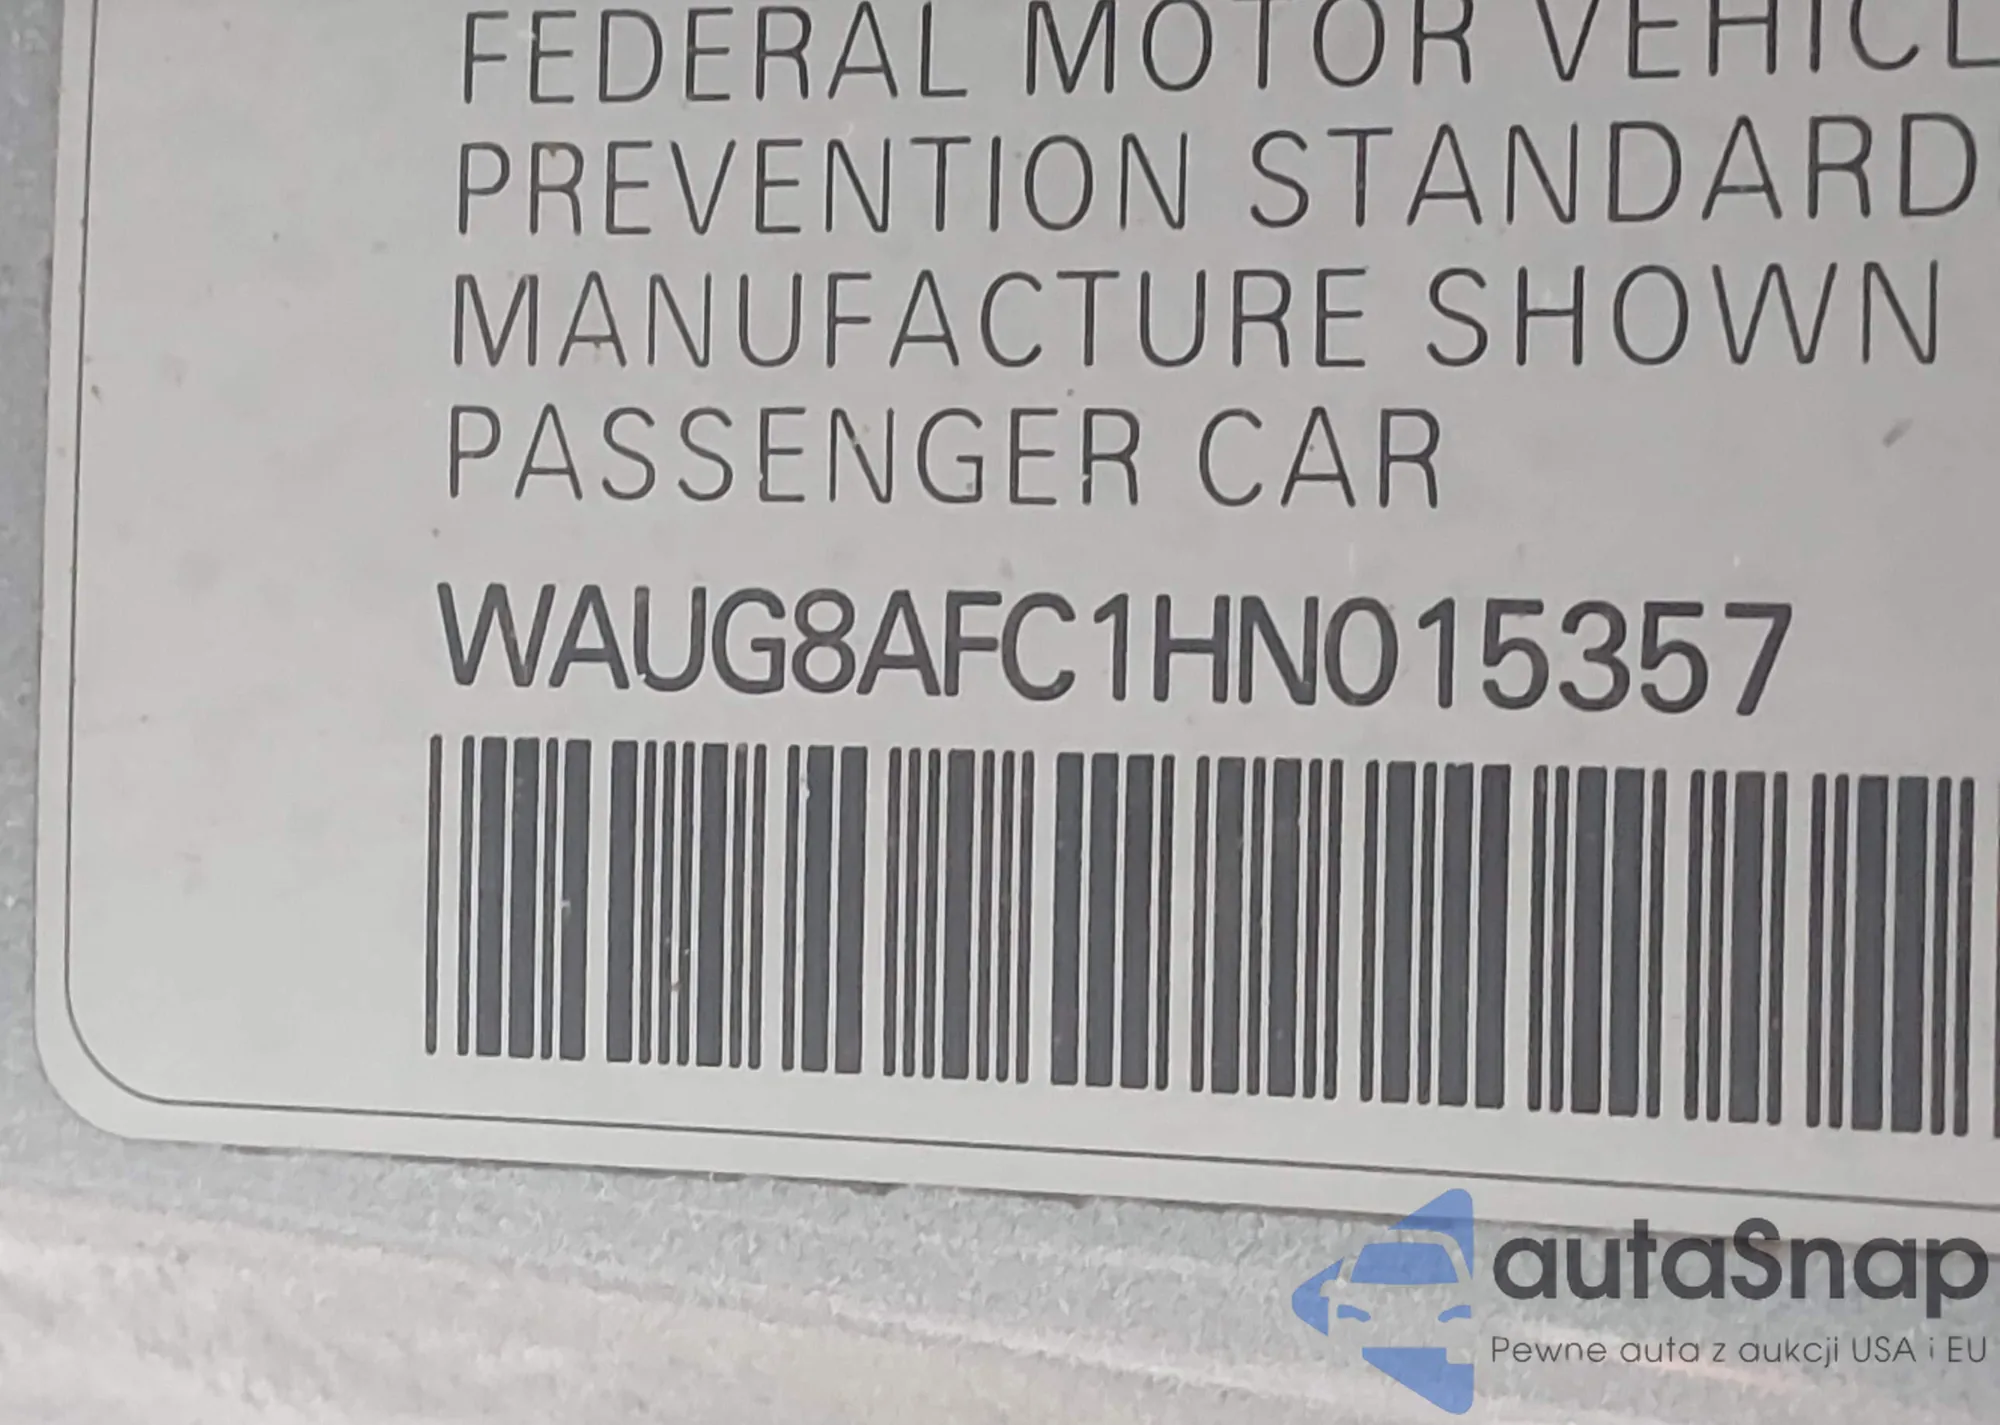 FEDERAL MOTOR VEHICL
PREVENTION STANDARD
MANUFACTURE SHOWN
PASSENGER CAR
WAUG8AFC1HN015357
autaSnap
Pewne auta z aukcji USA i EU